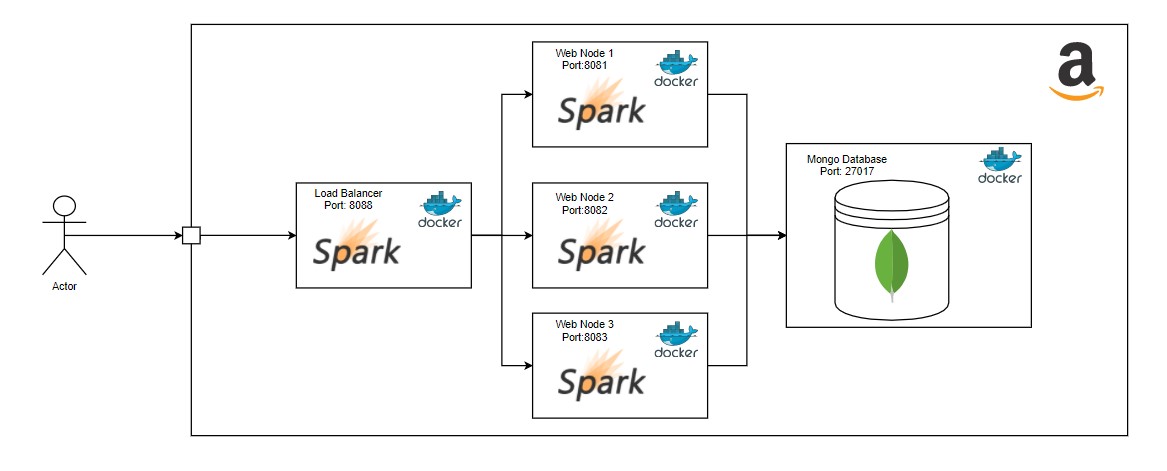 Actor
Load Balancer
Port: 8088
docker
Spark
Web Node 1
Port:8081
docker
Spark
Web Node 2
Port:8082
docker
Spark
Web Node 3
Port:8083
docker
Spark
Mongo Database
Port: 27017
docker
a